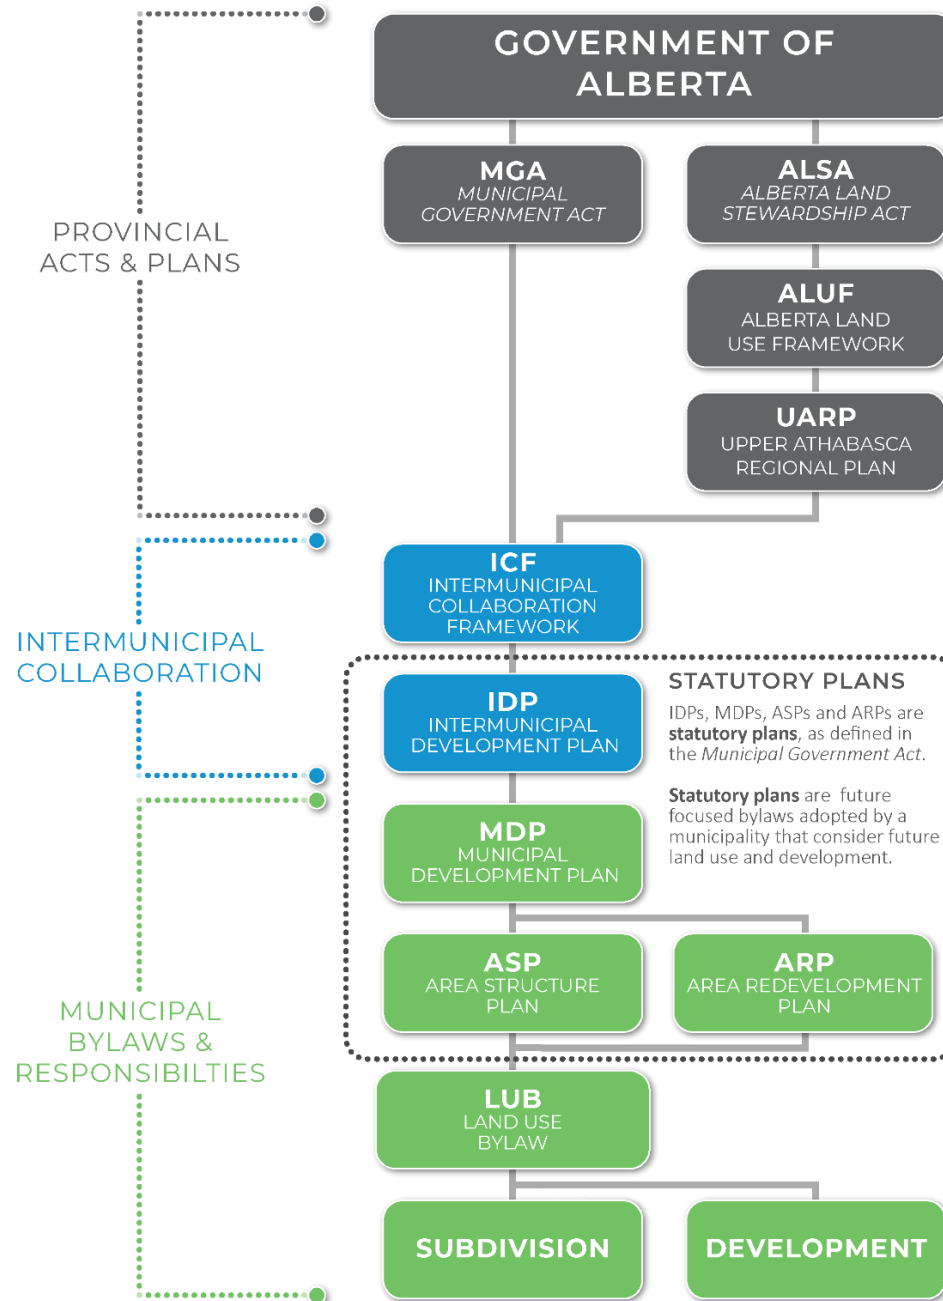 GOVERNMENT OF
ALBERTA
MGA
MUNICIPAL
GOVERNMENT ACT
ALSA
ALBERTA LAND
STEWARDSHIP ACT
PROVINCIAL
ACTS & PLANS
ALUF
ALBERTA LAND
USE FRAMEWORK
UARP
UPPER ATHABASCA
REGIONAL PLAN
ICF
INTERMUNICIPAL
COLLABORATION
FRAMEWORK
INTERMUNICIPAL
COLLABORATION
IDP
INTERMUNICIPAL
DEVELOPMENT PLAN
STATUTORY PLANS
IDPs, MDPs, ASPs and ARPs are
statutory plans, as defined in
the Municipal Government Act.
Statutory plans are future
focused bylaws adopted by a
municipality that consider future
land use and development.
MDP
MUNICIPAL
DEVELOPMENT PLAN
ASP
AREA STRUCTURE
PLAN
ARP
AREA REDEVELOPMENT
PLAN
MUNICIPAL
BYLAWS &
RESPONSIBILTIES
LUB
LAND USE
BYLAW
SUBDIVISION
DEVELOPMENT